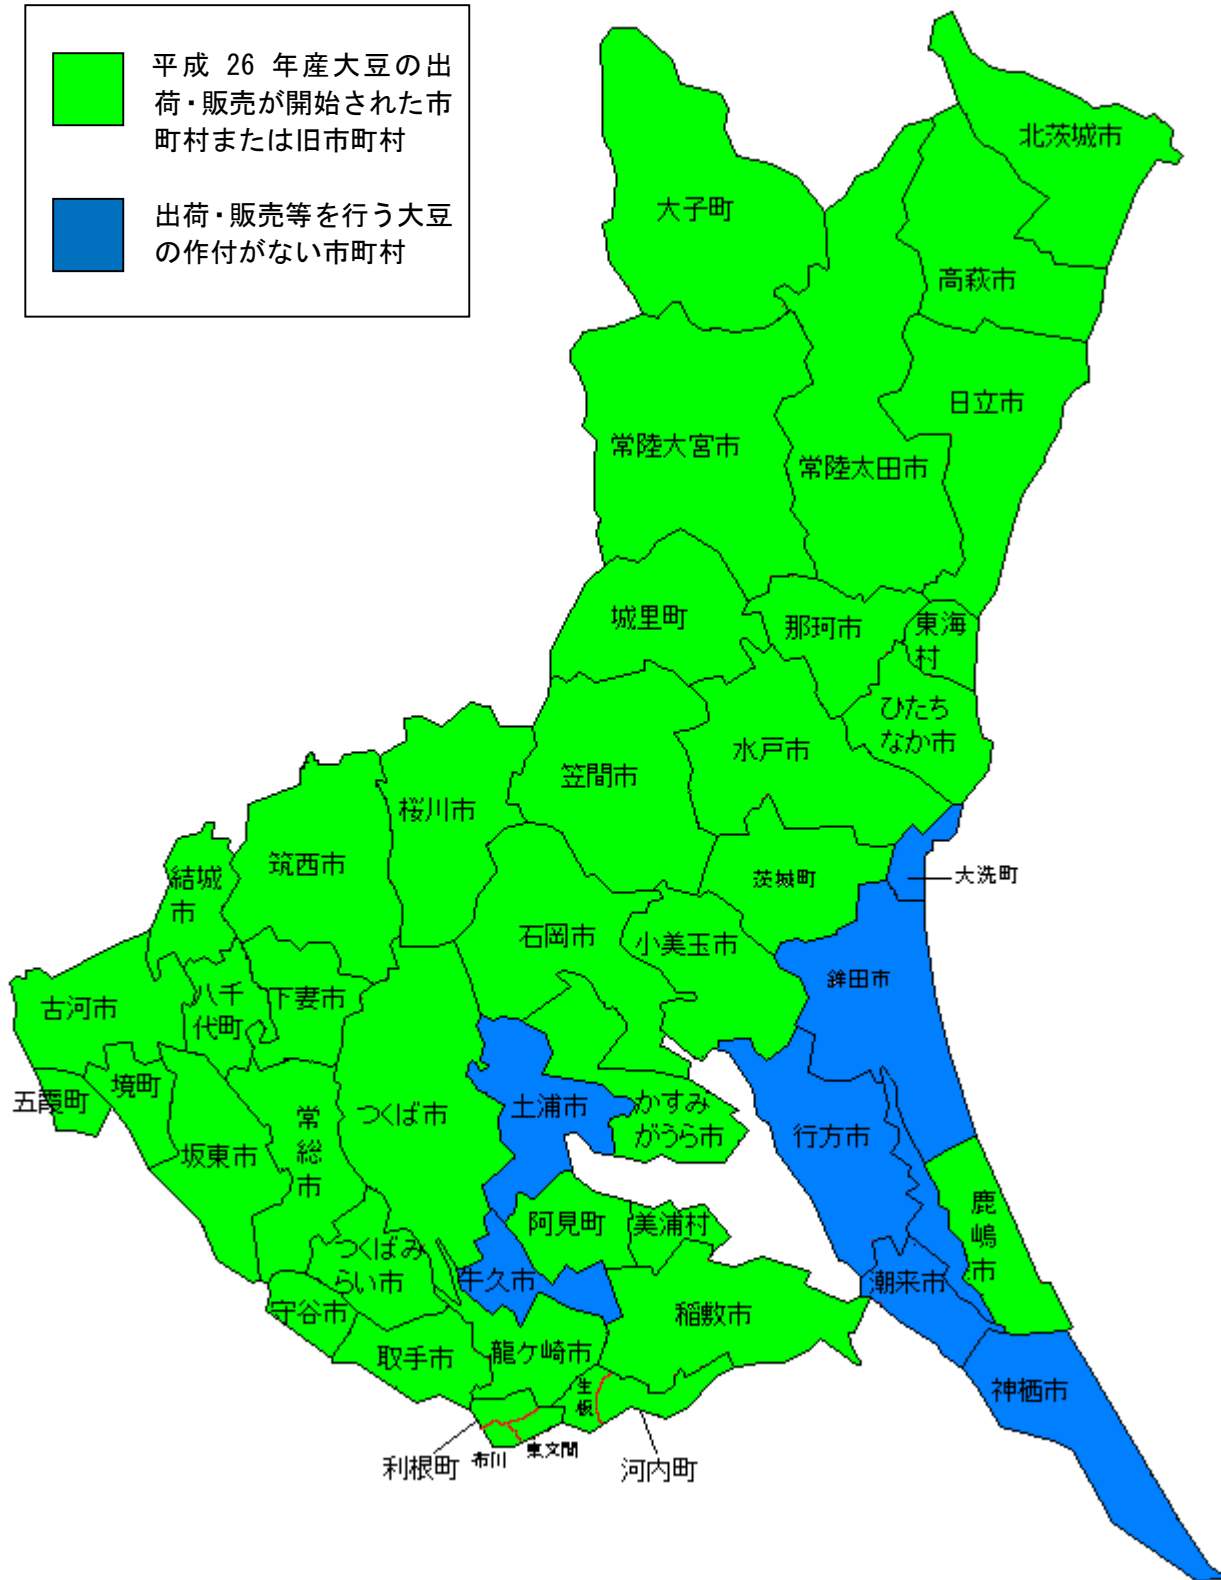 平成 26 年産大豆の出
荷・販売が開始された市
町村または旧市町村
出荷・販売等を行う大豆
の作付がない市町村
北茨城市
大子町
高萩市
日立市
常陸大宮市
常陸太田市
城里町
那珂市
東海
村
ひたち
なか市
水戸市
笠間市
桜川市
筑西市
結城
市
茨城町
大洗町
石岡市
小美玉市
鉾田市
古河市
八千
代町
下妻市
五霞町
境町
坂東市
常
総
市
つくば市
土浦市
かすみ
がうら市
行方市
鹿
嶋
市
阿見町
美浦村
つくばみ
らい市
牛久市
潮来市
守谷市
稲敷市
取手市
龍ケ崎市
生
板
神栖市
利根町
布川
東文間
河内町